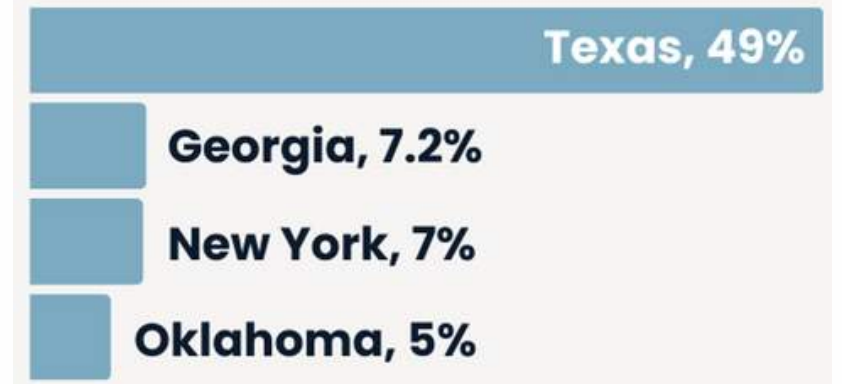 Texas, 49%
Georgia, 7.2%
New York, 7%
Oklahoma, 5%